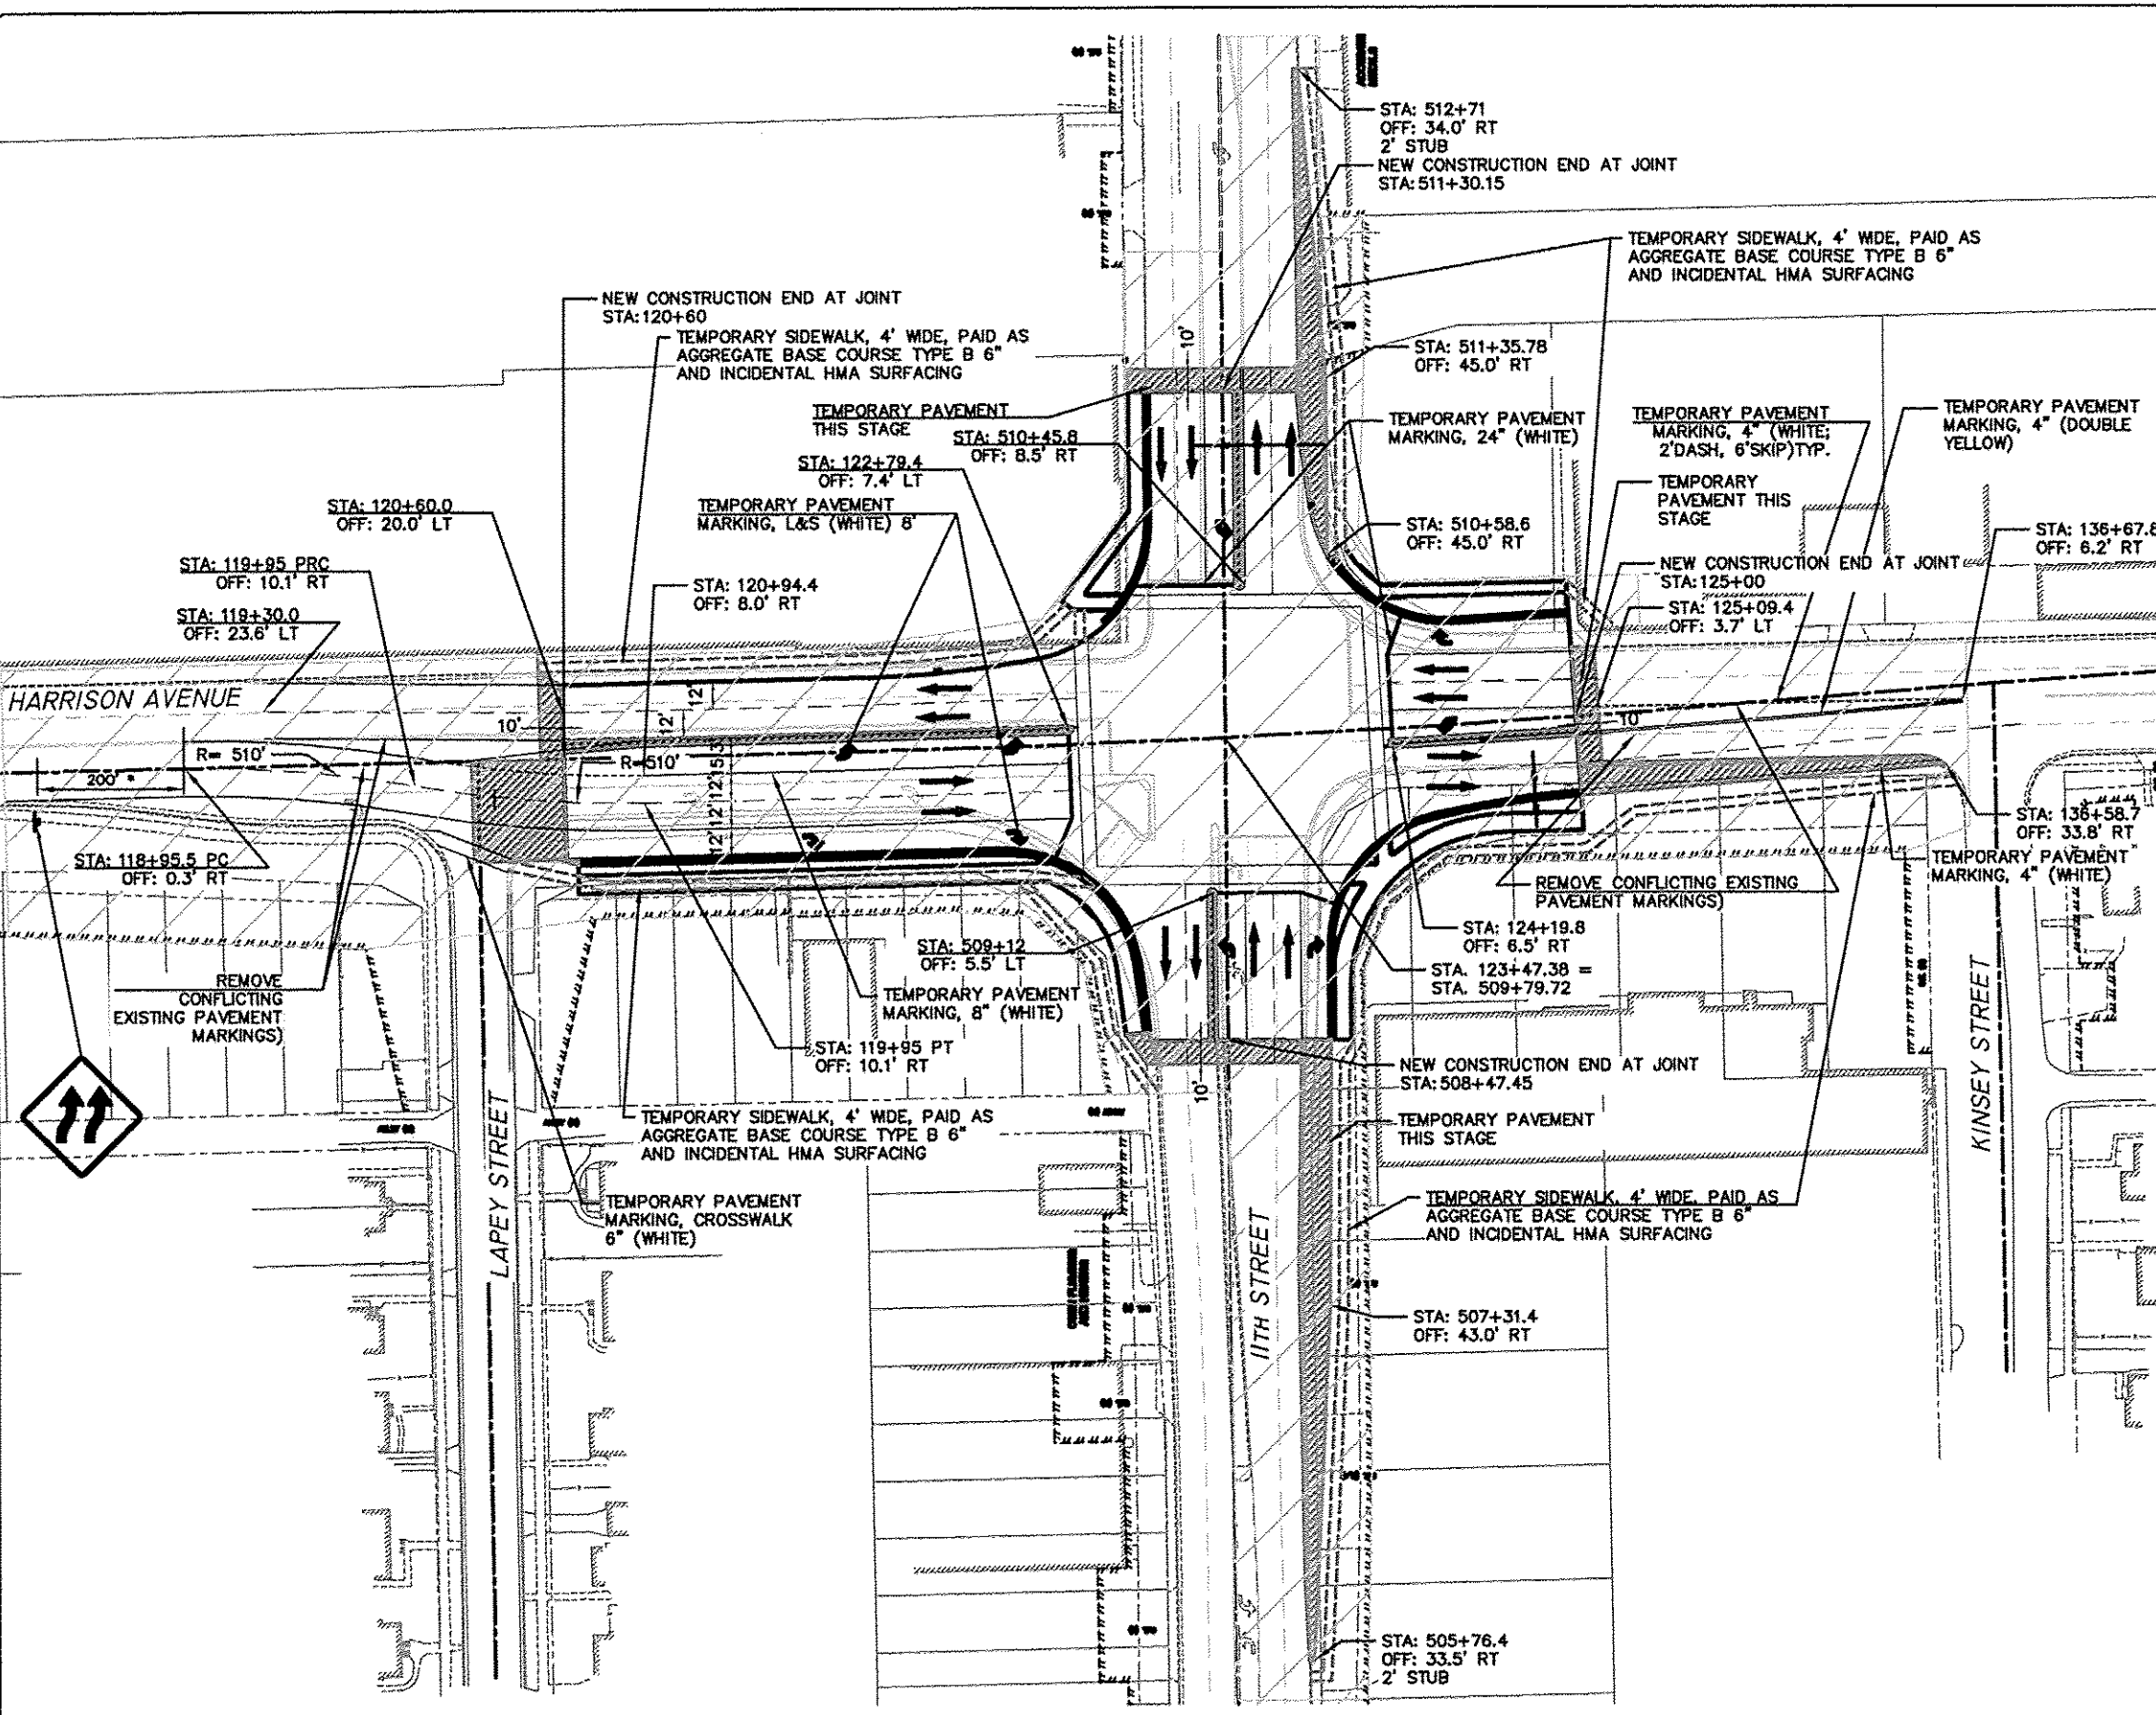 STA: 512+71
OFF: 34.0' RT
2' STUB
NEW CONSTRUCTION END AT JOINT
STA:511+30.15
TEMPORARY SIDEWALK, 4' WIDE, PAID AS
AGGREGATE BASE COURSE TYPE B 6"
AND INCIDENTAL HMA SURFACING
NEW CONSTRUCTION END AT JOINT
STA:120+60
TEMPORARY SIDEWALK, 4' WIDE, PAID AS
AGGREGATE BASE COURSE TYPE B 6"
AND INCIDENTAL HMA SURFACING
10'
STA: 511+35.78
OFF: 45.0' RT
TEMPORARY PAVEMENT
THIS STAGE
STA: 510+45.8
OFF: 8.5' RT
TEMPORARY PAVEMENT
MARKING, 24" (WHITE)
TEMPORARY PAVEMENT
MARKING, 4" (WHITE;
2'DASH, 6'SKIP)TYP.
TEMPORARY PAVEMENT
MARKING, 4" (DOUBLE
YELLOW)
STA: 122+79.4
OFF: 7.4' LT
TEMPORARY PAVEMENT
MARKING, L&S (WHITE) 8'
TEMPORARY
PAVEMENT THIS
STAGE
STA: 120+60.0
OFF: 20.0' LT
STA: 510+58.6
OFF: 45.0' RT
STA: 136+67.8
OFF: 6.2' RT
STA: 119+95 PRC
OFF: 10.1' RT
STA: 120+94.4
OFF: 8.0' RT
NEW CONSTRUCTION END AT JOINT
STA:125+00
STA: 119+30.0
OFF: 23.6' LT
STA: 125+09.4
OFF: 3.7' LT
HARRISON AVENUE
12'
12'
10'
10'
R= 510'
R=510'
15.3'
12'
12'
12'
200' *
STA: 118+95.5 PC
OFF: 0.3' RT
STA: 136+58.7
OFF: 33.8' RT
TEMPORARY PAVEMENT
MARKING, 4" (WHITE)
REMOVE CONFLICTING EXISTING
PAVEMENT MARKINGS)
STA: 124+19.8
OFF: 6.5' RT
STA: 509+12
OFF: 5.5' LT
STA. 123+47.38 =
STA. 509+79.72
REMOVE
CONFLICTING
EXISTING PAVEMENT
MARKINGS)
TEMPORARY PAVEMENT
MARKING, 8" (WHITE)
STA: 119+95 PT
OFF: 10.1' RT
10'
NEW CONSTRUCTION END AT JOINT
STA:508+47.45
KINSEY STREET
TEMPORARY SIDEWALK, 4' WIDE, PAID AS
AGGREGATE BASE COURSE TYPE B 6"
AND INCIDENTAL HMA SURFACING
TEMPORARY PAVEMENT
THIS STAGE
LAPEY STREET
TEMPORARY PAVEMENT
MARKING, CROSSWALK
6" (WHITE)
TEMPORARY SIDEWALK, 4' WIDE, PAID AS
AGGREGATE BASE COURSE TYPE B 6"
AND INCIDENTAL HMA SURFACING
11TH STREET
STA: 507+31.4
OFF: 43.0' RT
STA: 505+76.4
OFF: 33.5' RT
2' STUB